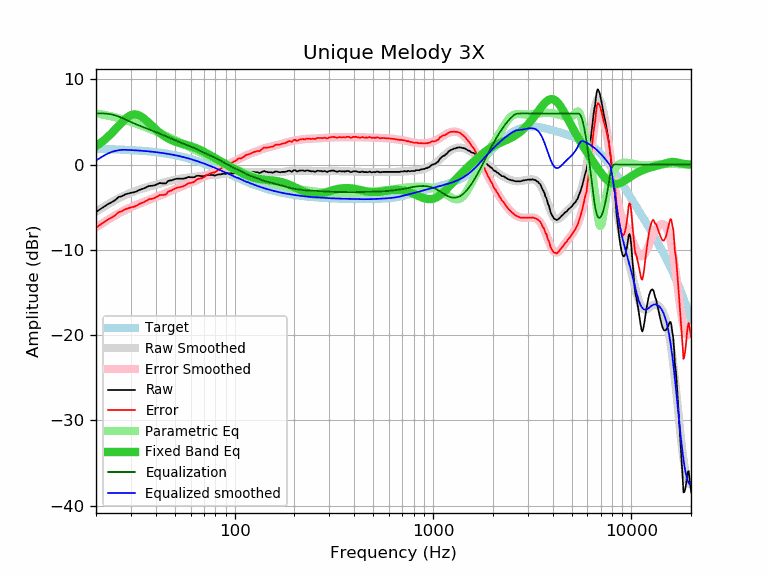 Unique Melody 3X
Amplitude (dBr)
10
0
−10
−20
−30
−40
Target
Raw Smoothed
Error Smoothed
Raw
Error
Parametric Eq
Fixed Band Eq
Equalization
Equalized smoothed
100 1000 10000
Frequency (Hz)